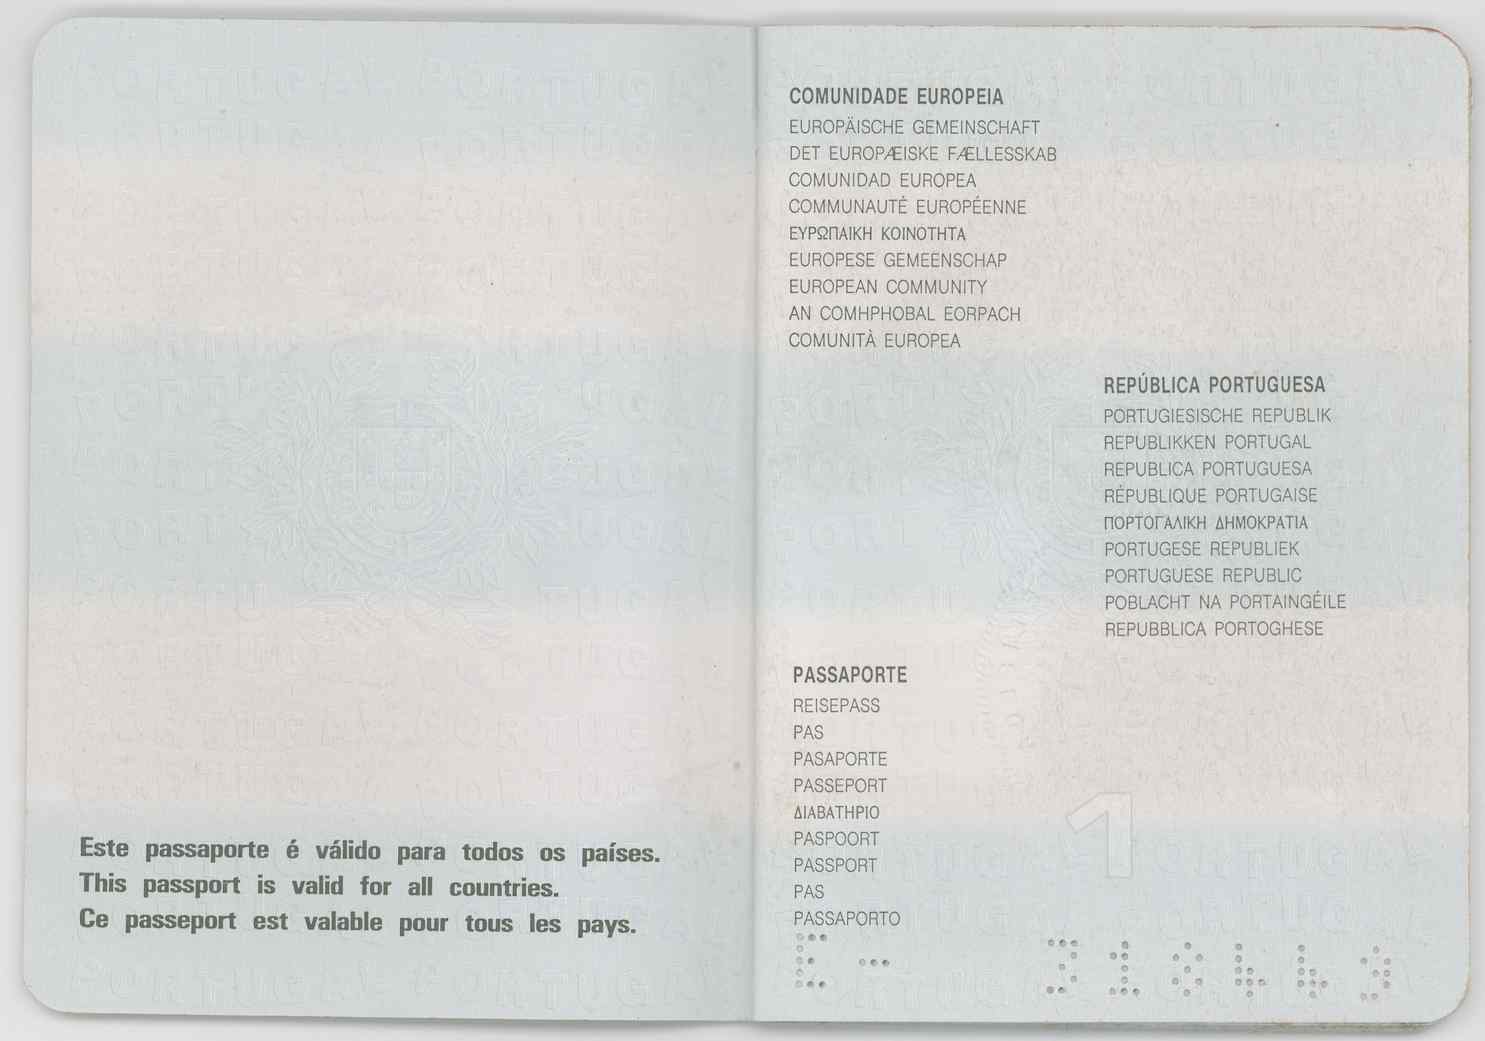 Este passaporte é válido para todos os países.
This passport is valid for all countries.
Ce passeport est valable pour tous les pays.
COMUNIDADE EUROPEIA
EUROPÄISCHE GEMEINSCHAFT
DET EUROPÆISKE FÆLLESSKAB
COMUNIDAD EUROPEA
COMMUNAUTÉ EUROPÉENNE
ΕΥΡΩΠΑΙΚΗ ΚΟΙΝΟΤΗΤΑ
EUROPESE GEMEENSCHAP
EUROPEAN COMMUNITY
AN COMHPHOBAL EORPACH
COMUNITÀ EUROPEA
REPÚBLICA PORTUGUESA
PORTUGIESISCHE REPUBLIK
REPUBLIKKEN PORTUGAL
REPUBLICA PORTUGUESA
RÉPUBLIQUE PORTUGAISE
ΠΟΡΤΟΓΑΛΙΚΗ ΔΗΜΟΚΡΑΤΙΑ
PORTUGESE REPUBLIEK
PORTUGUESE REPUBLIC
POBLACHT NA PORTAINGÉILE
REPUBBLICA PORTOGHESE
PASSAPORTE
REISEPASS
PAS
PASAPORTE
PASSEPORT
ΔΙΑΒΑΤΗΡΙΟ
PASPOORT
PASSPORT
PAS
PASSAPORTO
1